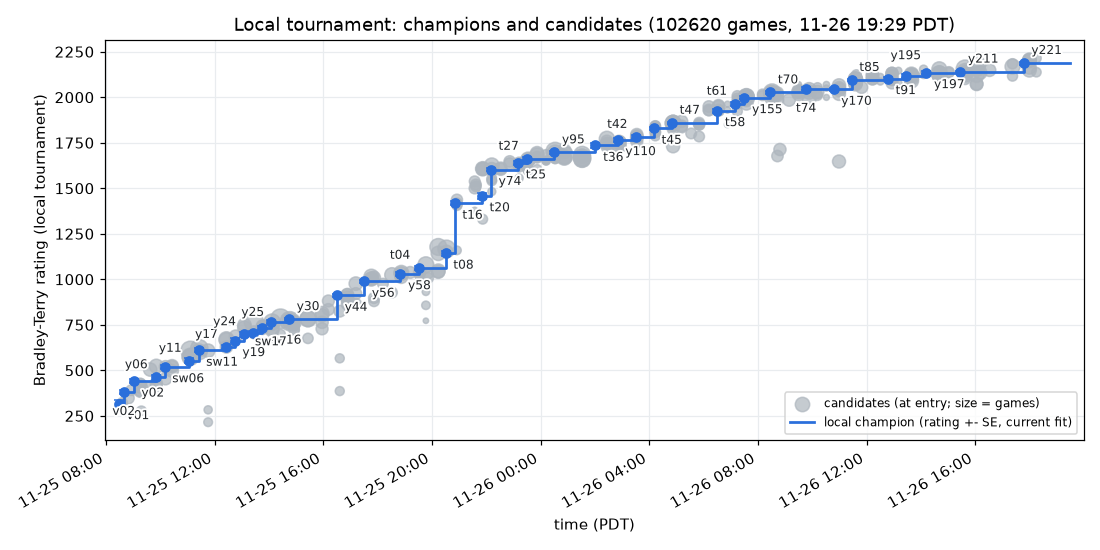 Local tournament: champions and candidates (102620 games, 11-26 19:29 PDT)
Bradley-Terry rating (local tournament)
2250
2000
1750
1500
1250
1000
750
500
250
y221
y211
y195
y197
t85
t91
t70
y170
t74
t61
y155
t58
t47
t45
t42
y110
t36
y95
t27
t25
y74
t20
t16
t08
t04
y58
y56
y44
y30
y25
y24
y19
y17
sw11
y11
sw06
y06
y02
candidates (at entry; size = games)
local champion (rating +- SE, current fit)
11-25 08:00
11-25 12:00
11-25 16:00
11-25 20:00
11-26 00:00
11-26 04:00
11-26 08:00
11-26 12:00
11-26 16:00
time (PDT)